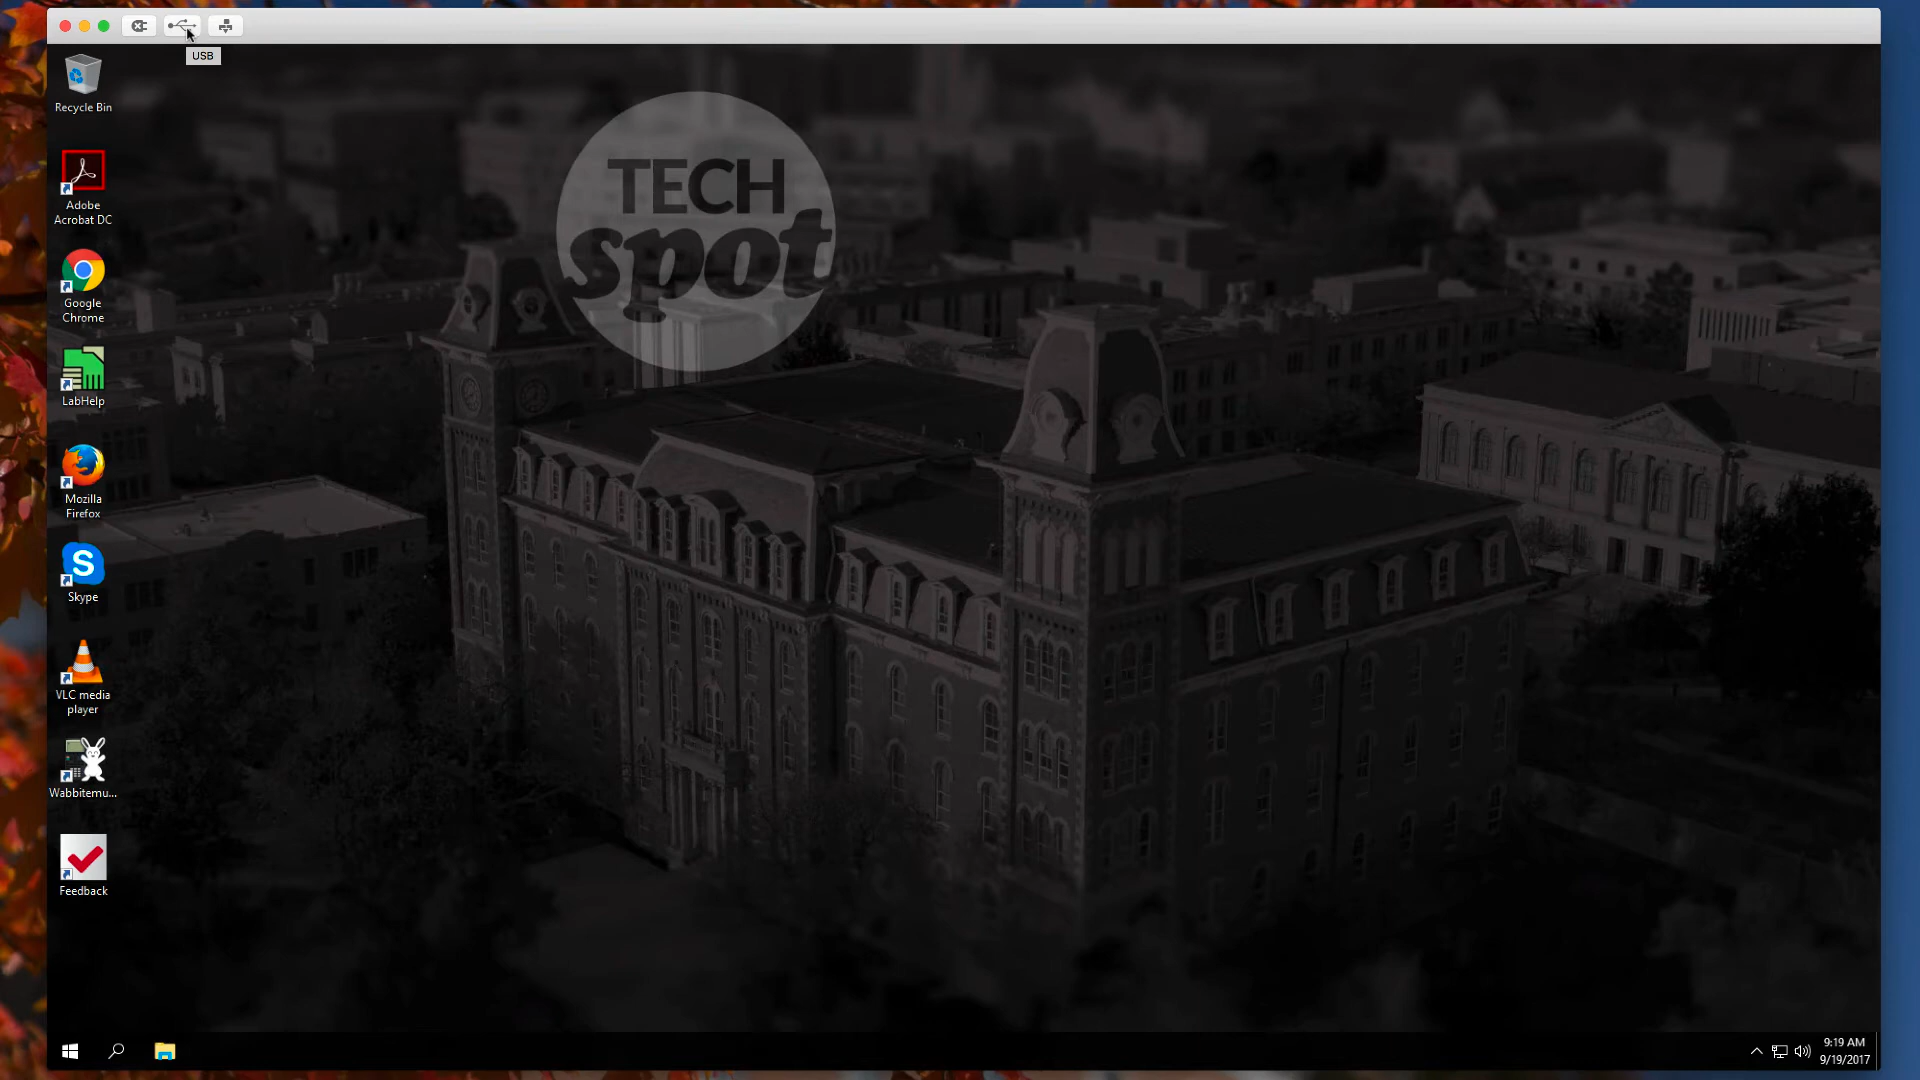 USB
Recycle Bin
TECH
spot
Adobe
Acrobat DC
Google
Chrome
LabHelp
Mozilla
Firefox
S
Skype
VLC media
player
Wabbitemu...
Feedback
9:19 AM
9/19/2017